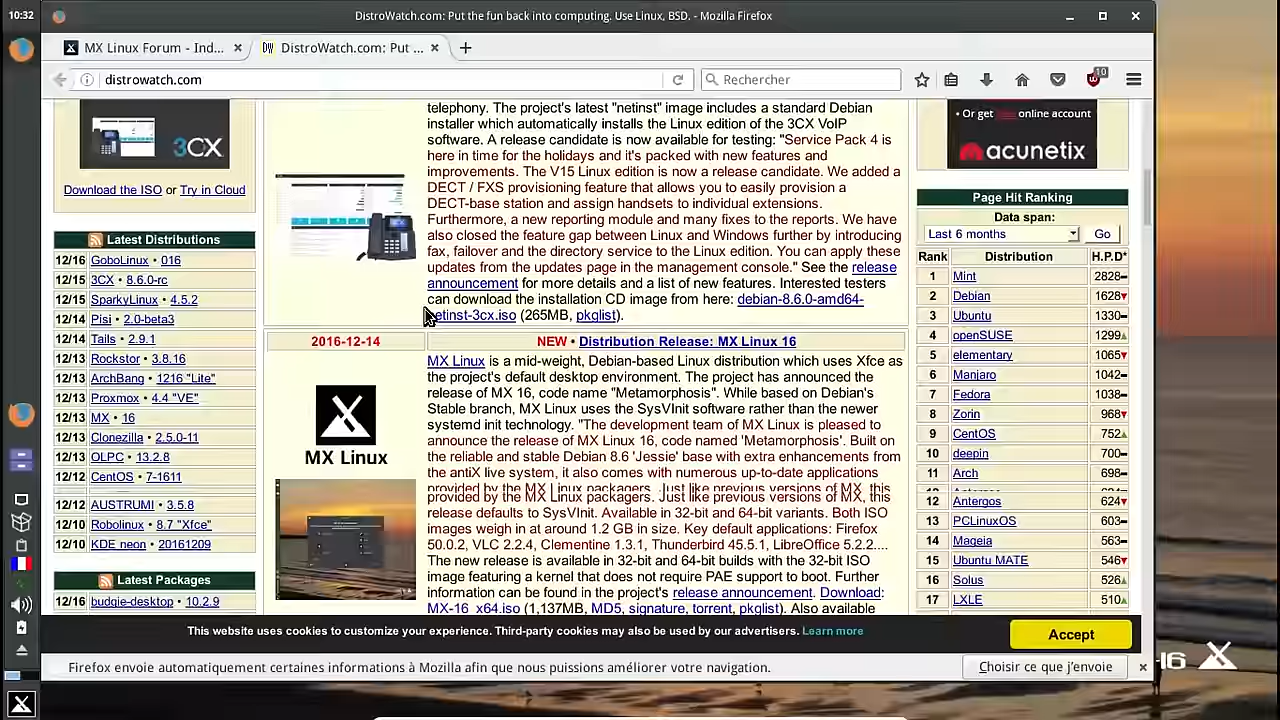 10:32
DistroWatch.com: Put the fun back into computing. Use Linux, BSD. - Mozilla Firefox
MX Linux Forum - Ind...
DW
DistroWatch.com: Put ...
distrowatch.com
Rechercher
10
3CX
Download the ISO or Try in Cloud
Latest Distributions
12/16 GoboLinux • 016
12/15 3CX • 8.6.0-rc
12/15 SparkyLinux • 4.5.2
12/14 Pisi • 2.0-beta3
12/14 Tails • 2.9.1
12/13 Rockstor • 3.8.16
12/13 ArchBang • 1216 "Lite"
12/13 Proxmox • 4.4 "VE"
12/13 MX • 16
12/13 Clonezilla • 2.5.0-11
12/13 OLPC • 13.2.8
12/12 CentOS • 7-1611
12/12 AUSTRUMI • 3.5.8
12/10 Robolinux • 8.7 "Xfce"
12/10 KDE neon • 20161209
Latest Packages
12/16 budgie-desktop • 10.2.9
telephony. The project's latest "netinst" image includes a standard Debian
installer which automatically installs the Linux edition of the 3CX VoIP
software. A release candidate is now available for testing: "Service Pack 4 is
here in time for the holidays and it's packed with new features and
improvements. The V15 Linux edition is now a release candidate. We added a
DECT / FXS provisioning feature that allows you to easily provision a
DECT-base station and assign handsets to individual extensions.
Furthermore, a new reporting module and many fixes to the reports. We have
also closed the feature gap between Linux and Windows further by introducing
fax, failover and the directory service to the Linux edition. You can apply these
updates from the updates page in the management console." See the release
announcement for more details and a list of new features. Interested testers
can download the installation CD image from here: debian-8.6.0-amd64-
netinst-3cx.iso (265MB, pkglist).
2016-12-14
NEW • Distribution Release: MX Linux 16
MX Linux
MX Linux is a mid-weight, Debian-based Linux distribution which uses Xfce as
the project's default desktop environment. The project has announced the
release of MX 16, code name "Metamorphosis". While based on Debian's
Stable branch, MX Linux uses the SysVInit software rather than the newer
systemd init technology. "The development team of MX Linux is pleased to
announce the release of MX Linux 16, code named 'Metamorphosis'. Built on
the reliable and stable Debian 8.6 'Jessie' base with extra enhancements from
the antiX live system, it also comes with numerous up-to-date applications
provided by the MX Linux packagers. Just like previous versions of MX, this
release defaults to SysVInit. Available in 32-bit and 64-bit variants. Both ISO
images weigh in at around 1.2 GB in size. Key default applications: Firefox
50.0.2, VLC 2.2.4, Clementine 1.3.1, Thunderbird 45.5.1, LibreOffice 5.2.2....
The new release is available in 32-bit and 64-bit builds with the 32-bit ISO
image featuring a kernel that does not require PAE support to boot. Further
information can be found in the project's release announcement. Download:
MX-16_x64.iso (1,137MB, MD5, signature, torrent, pkglist). Also available
• Or get online account
acunetix
Page Hit Ranking
Data span:
Last 6 months
Go
Rank Distribution H.P.D*
1 Mint 2828
2 Debian 1628
3 Ubuntu 1330
4 openSUSE 1299
5 elementary 1065
6 Manjaro 1042
7 Fedora 1038
8 Zorin 968
9 CentOS 752
10 deepin 700
11 Arch 698
12 Antergos 624
13 PCLinuxOS 603
14 Mageia 563
15 Ubuntu MATE 546
16 Solus 526
17 LXLE 510
This website uses cookies to customize your experience. Third-party cookies may also be used by our advertisers. Learn more
Accept
Firefox envoie automatiquement certaines informations à Mozilla afin que nous puissions améliorer votre navigation.
Choisir ce que j'envoie
-16